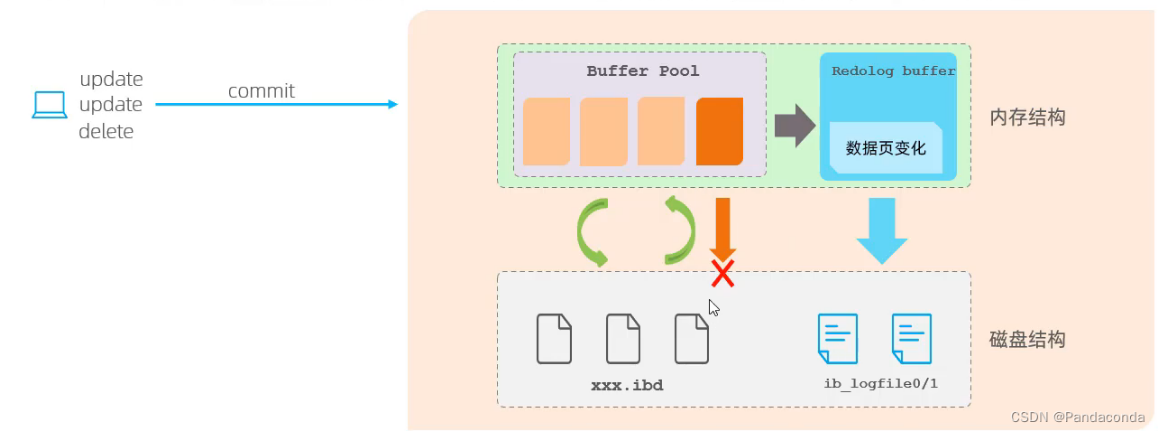 update
update
delete
commit
Buffer Pool
Redolog buffer
数据页变化
内存结构
xxx.ibd
ib_logfile0/1
磁盘结构
CSDN @Pandaconda